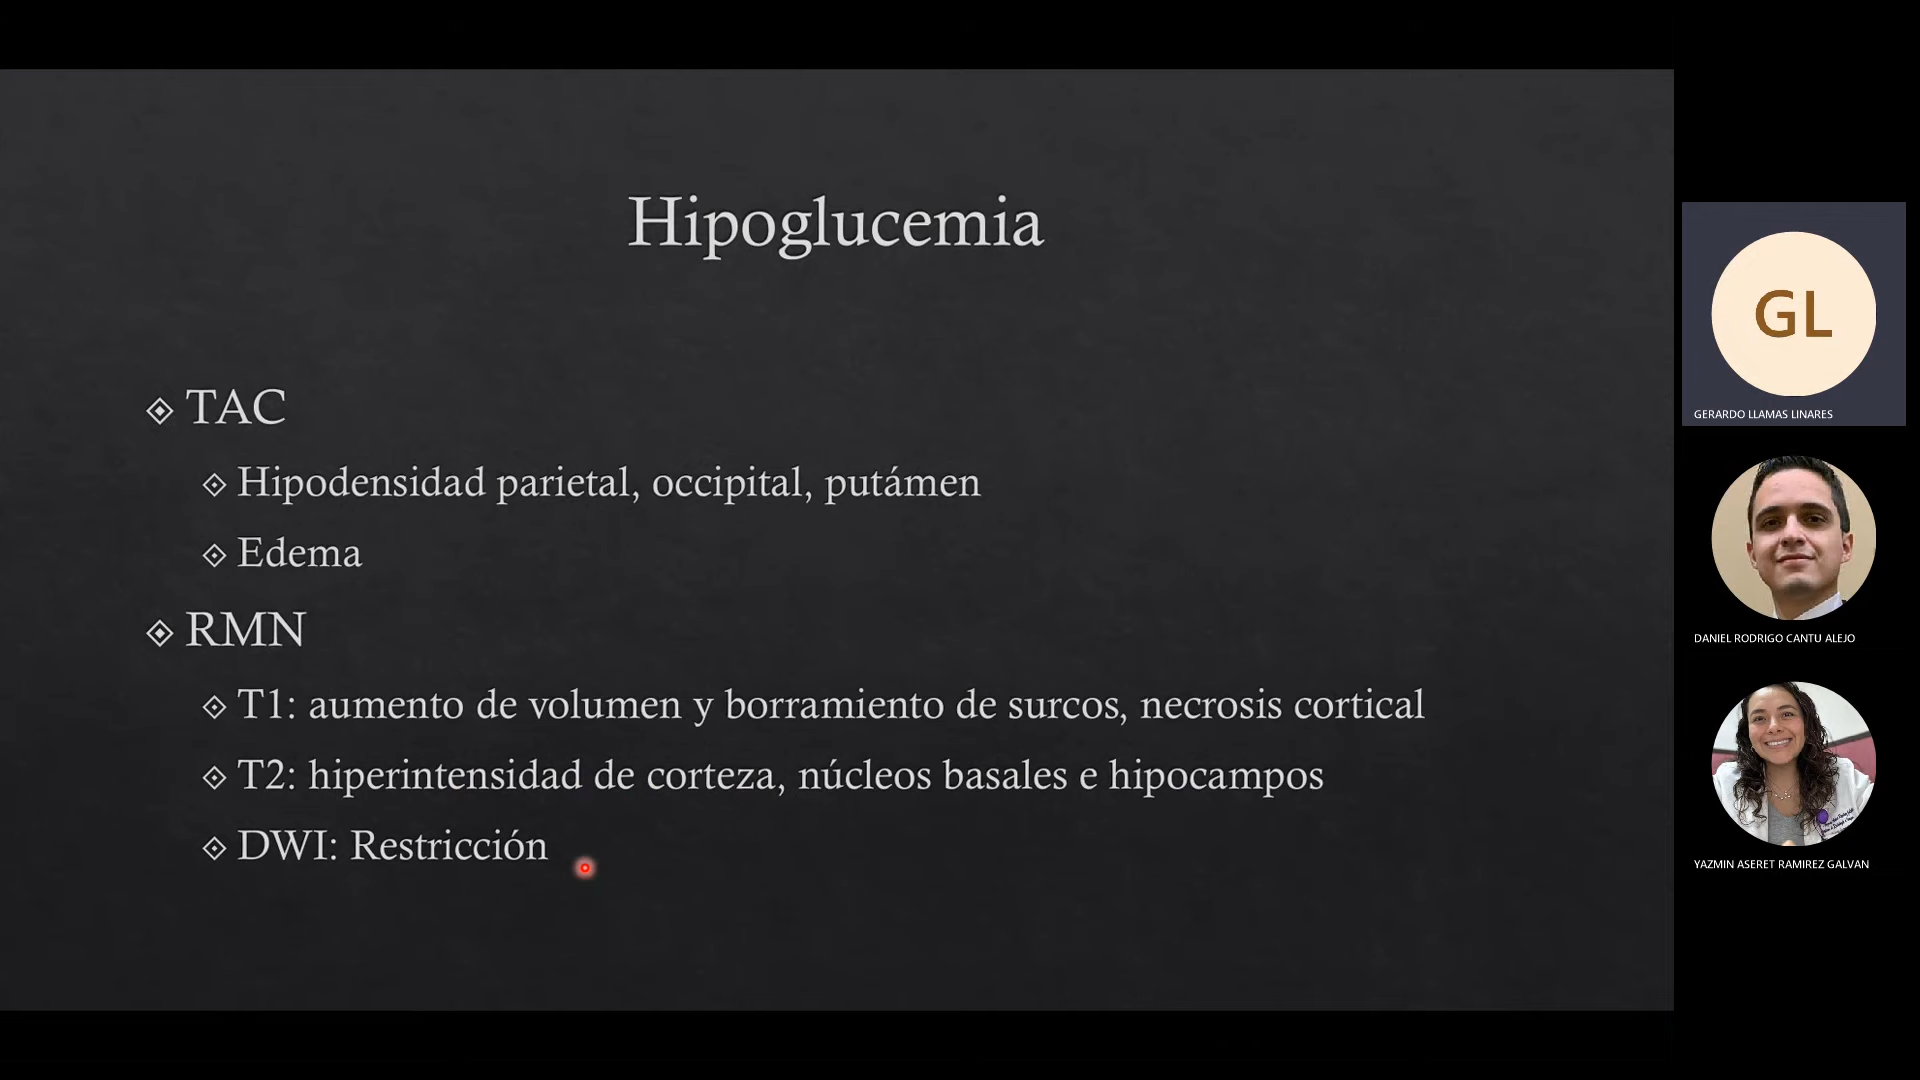 Hipoglucemia
TAC
Hipodensidad parietal, occipital, putámen
Edema
RMN
T1: aumento de volumen y borramiento de surcos, necrosis cortical
T2: hiperintensidad de corteza, núcleos basales e hipocampos
DWI: Restricción
GL
GERARDO LLAMAS LINARES
DANIEL RODRIGO CANTU ALEJO
YAZMIN ASERET RAMIREZ GALVAN